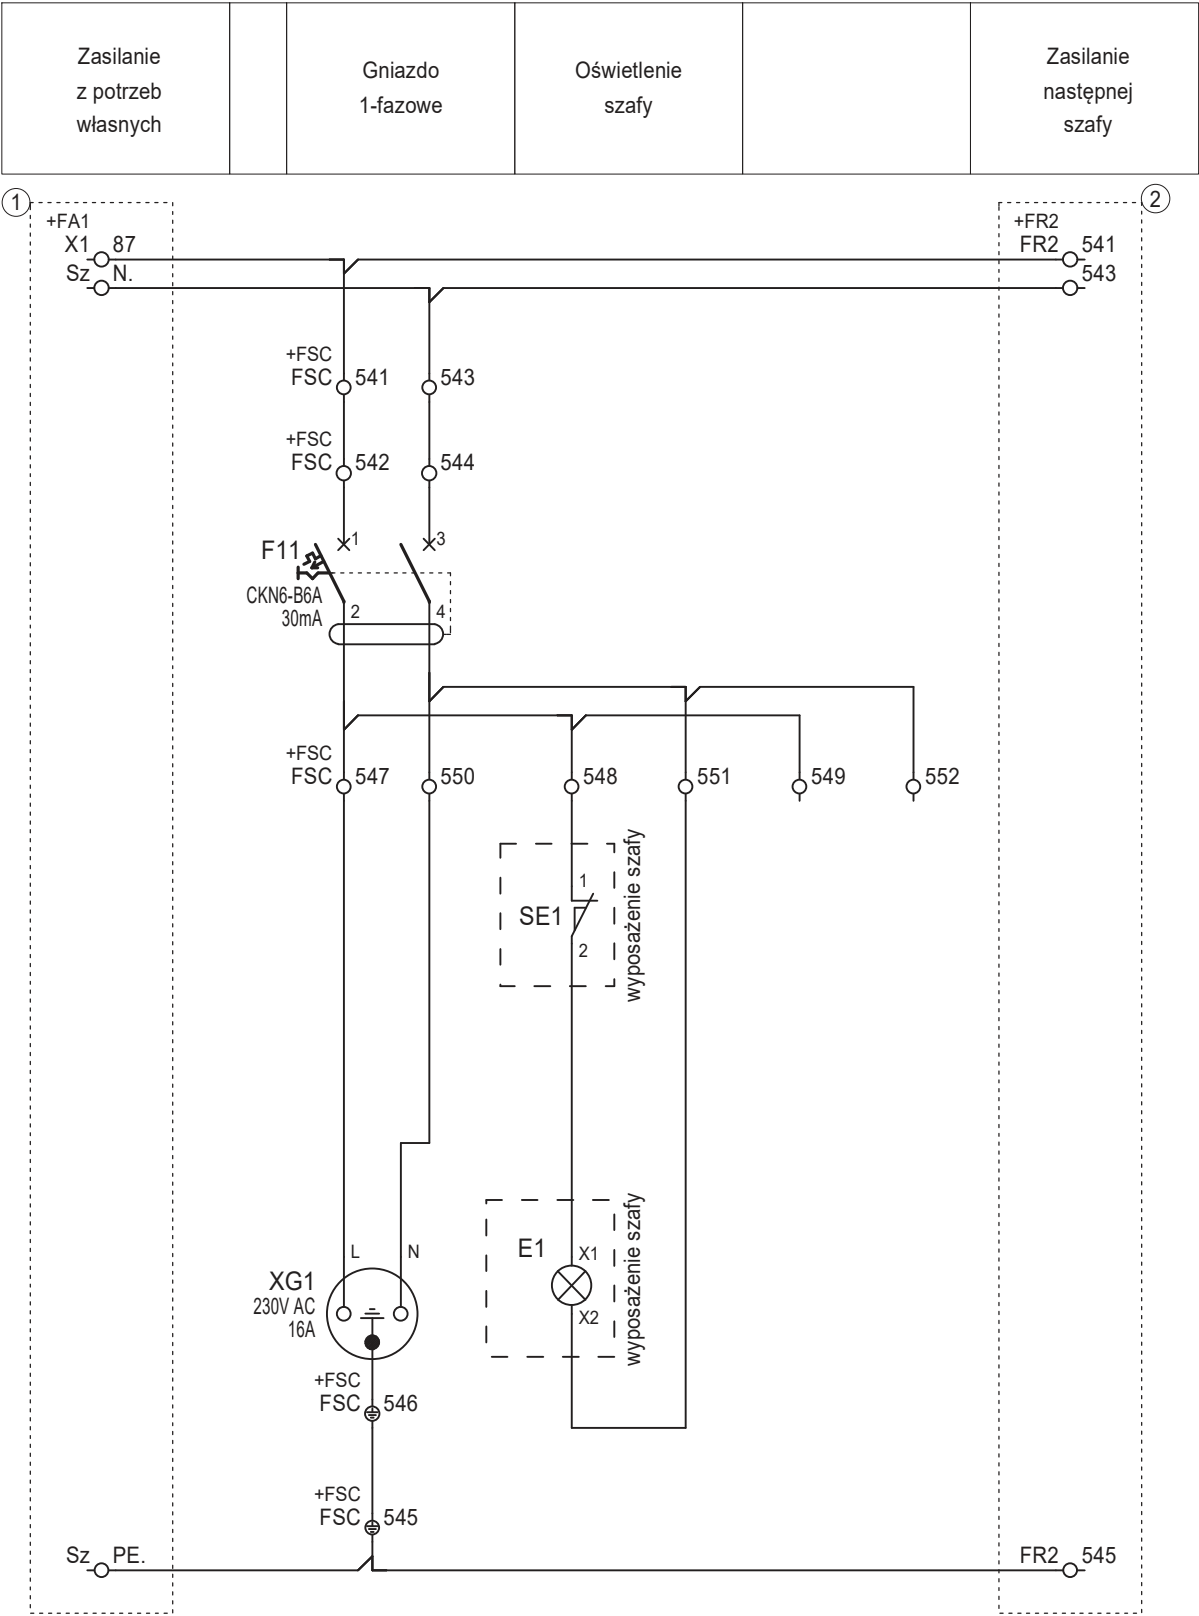 Zasilanie
z potrzeb
własnych
Gniazdo
1-fazowe
Oświetlenie
szafy
Zasilanie
następnej
szafy
1
2
+FA1
X1 87
Sz N.
+FR2
FR2 541
543
+FSC
FSC 541 543
+FSC
FSC 542 544
1 3
F11
CKN6-B6A
30mA
2 4
+FSC
FSC 547 550 548 551 549 552
wyposażenie szafy
1
SE1
2
wyposażenie szafy
E1 X1
X2
L N
XG1
230V AC
16A
+FSC
FSC 546
+FSC
FSC 545
Sz PE.
FR2 545